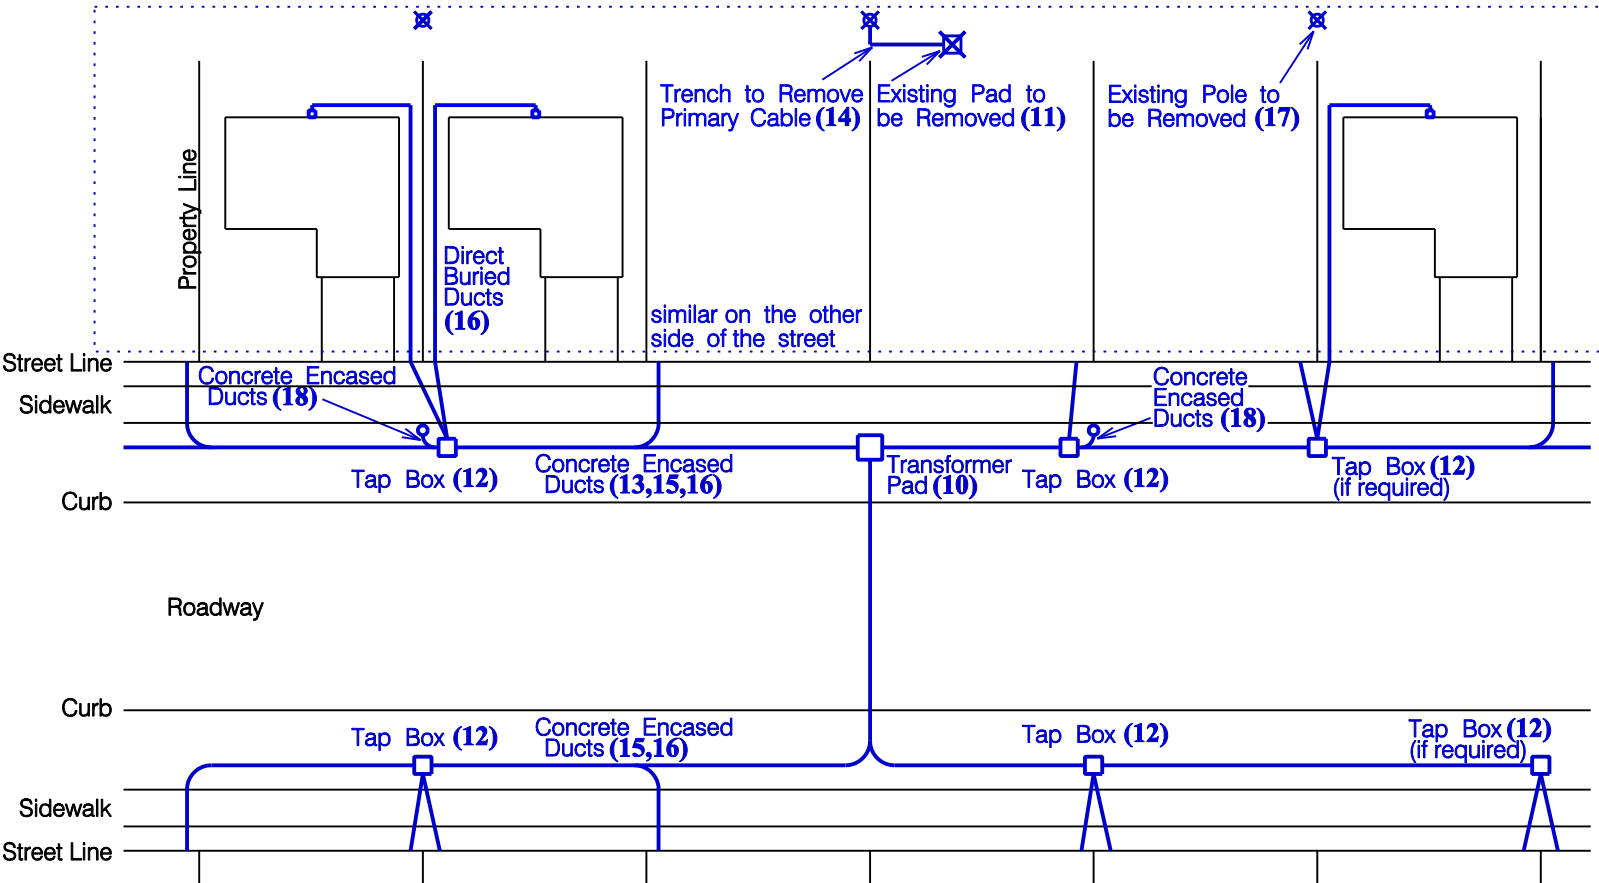 Trench to Remove
Primary Cable (14)
Existing Pad to
be Removed (11)
Existing Pole to
be Removed (17)
Property Line
Direct
Buried
Ducts
(16)
similar on the other
side of the street
Street Line
Concrete Encased
Ducts (18)
Concrete
Encased
Ducts (18)
Sidewalk
Tap Box (12)
Concrete Encased
Ducts (13,15,16)
Transformer
Pad (10)
Tap Box (12)
Tap Box (12)
(if required)
Curb
Roadway
Curb
Tap Box (12)
Concrete Encased
Ducts (15,16)
Tap Box (12)
Tap Box (12)
(if required)
Sidewalk
Street Line